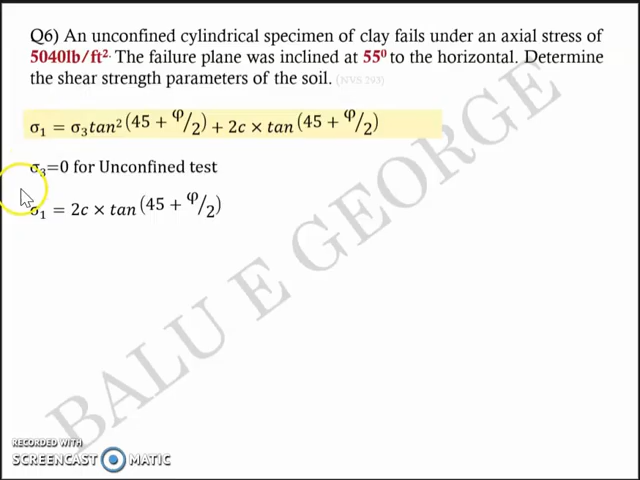 Q6) An unconfined cylindrical specimen of clay fails under an axial stress of
5040lb/ft². The failure plane was inclined at 55⁰ to the horizontal. Determine
the shear strength parameters of the soil. (NVS 293)
σ₁ = σ₃tan²(45 + φ/2) + 2c × tan(45 + φ/2)
σ₃=0 for Unconfined test
σ₁ = 2c × tan(45 + φ/2)
BALU E GEORGE
RECORDED WITH
SCREENCAST MATIC